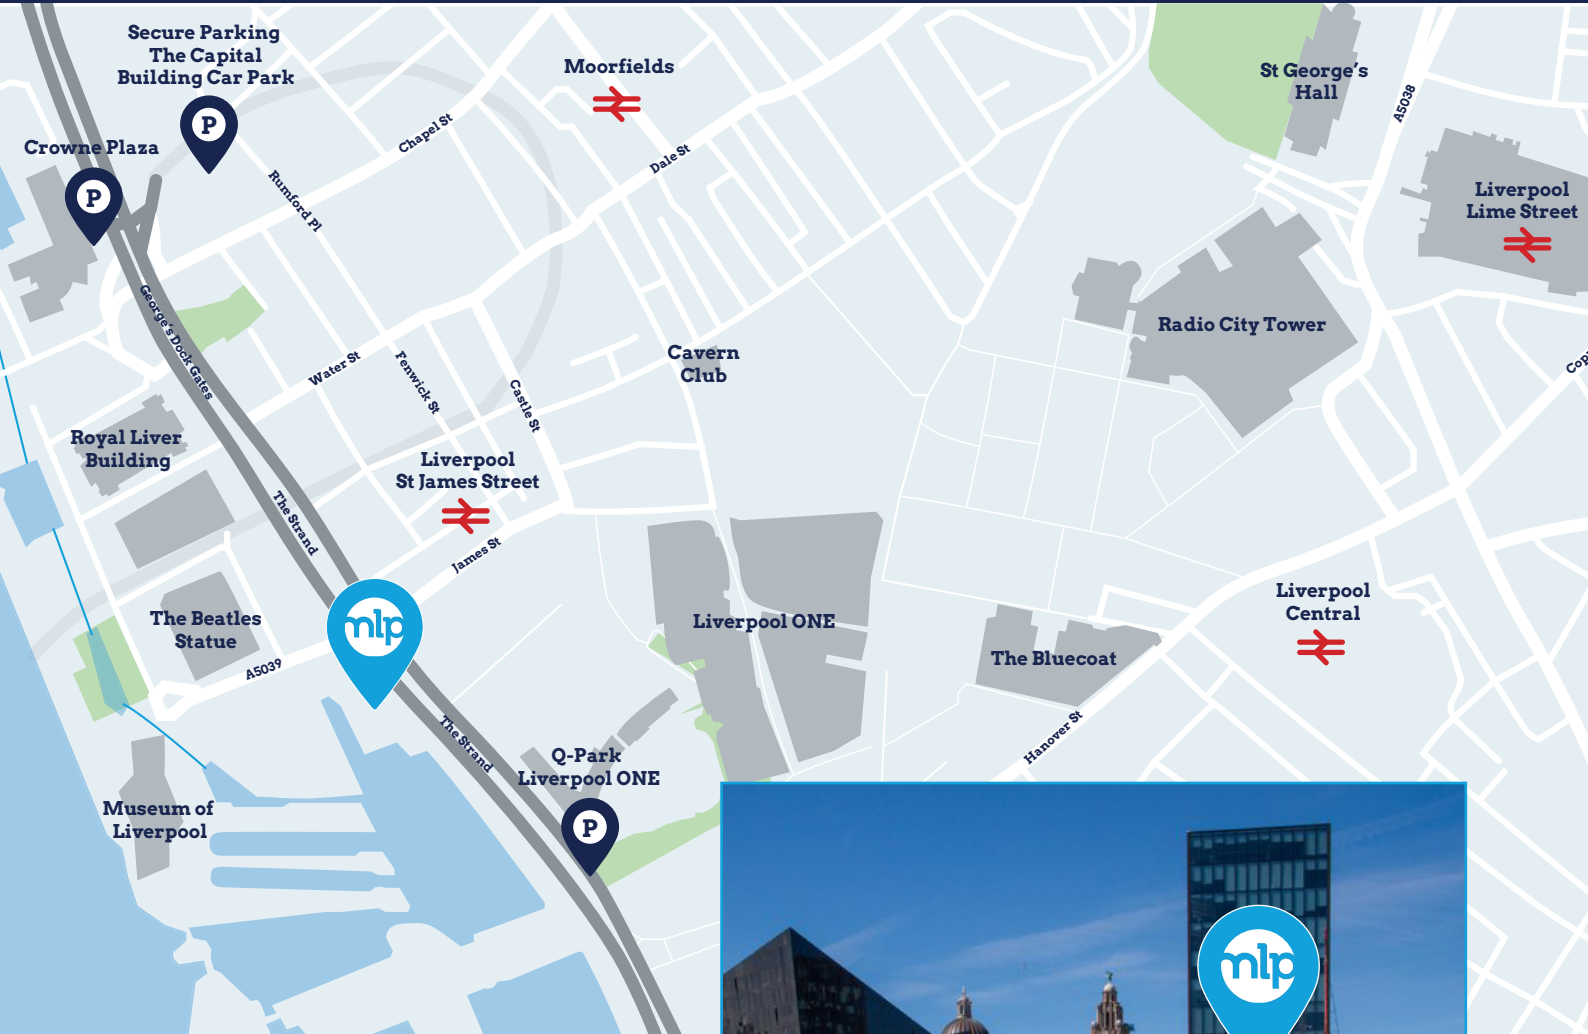 Secure Parking
The Capital
Building Car Park
P
Crowne Plaza
P
Moorfields
St George's
Hall
A5038
Liverpool
Lime Street
Chapel St
Dale St
Rumford Pl
George's Dock Gates
Radio City Tower
Water St
Fenwick St
Castle St
Cavern
Club
Royal Liver
Building
Liverpool
St James Street
The Strand
James St
The Beatles
Statue
A5039
mlp
Liverpool ONE
The Bluecoat
Liverpool
Central
Hanover St
The Strand
Q-Park
Liverpool ONE
P
Museum of
Liverpool
mlp